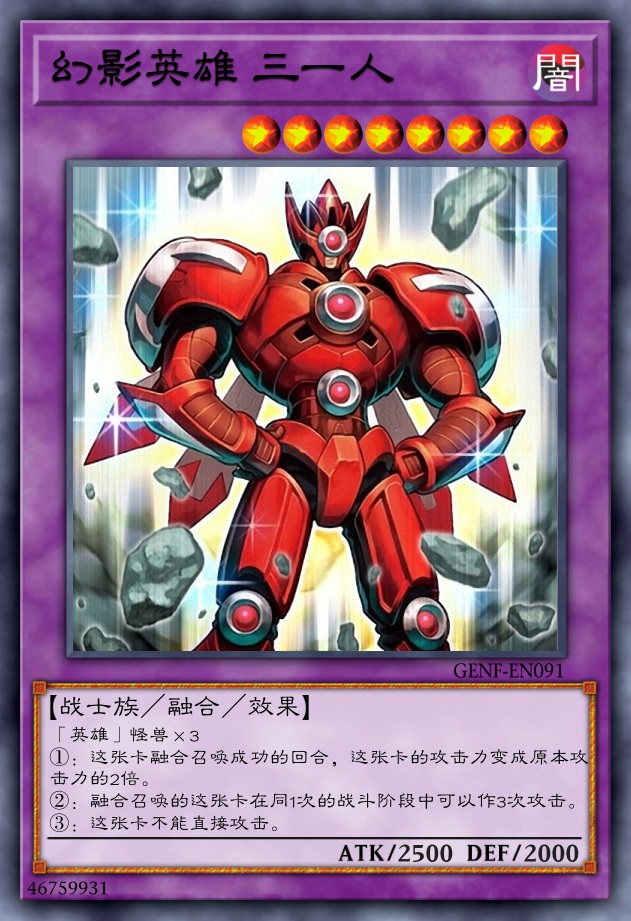 幻影英雄 三一人
闇
GENF-EN091
【战士族／融合／效果】
「英雄」怪兽×3
①：这张卡融合召唤成功的回合，这张卡的攻击力变成原本攻
击力的2倍。
②：融合召唤的这张卡在同1次的战斗阶段中可以作3次攻击。
③：这张卡不能直接攻击。
ATK/2500 DEF/2000
46759931